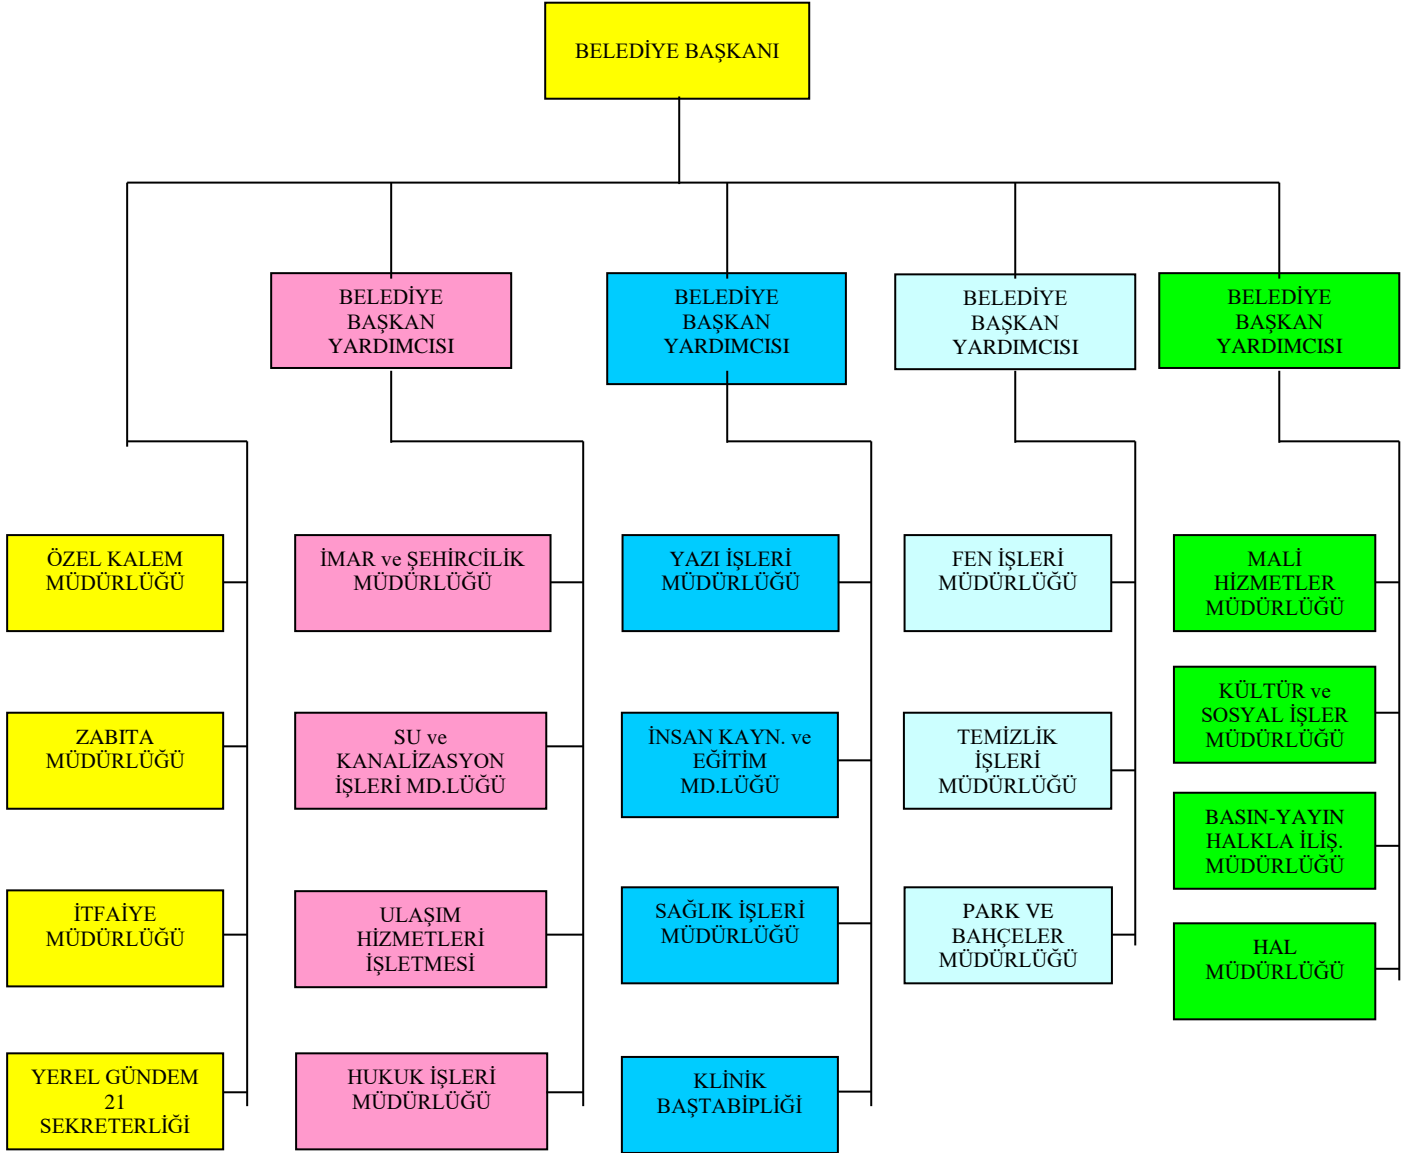 BELEDİYE BAŞKANI
BELEDİYE
BAŞKAN
YARDIMCISI
BELEDİYE
BAŞKAN
YARDIMCISI
BELEDİYE
BAŞKAN
YARDIMCISI
BELEDİYE
BAŞKAN
YARDIMCISI
ÖZEL KALEM
MÜDÜRLÜĞÜ
İMAR ve ŞEHİRCİLİK
MÜDÜRLÜĞÜ
YAZI İŞLERİ
MÜDÜRLÜĞÜ
FEN İŞLERİ
MÜDÜRLÜĞÜ
MALİ
HİZMETLER
MÜDÜRLÜĞÜ
ZABITA
MÜDÜRLÜĞÜ
SU ve
KANALİZASYON
İŞLERİ MD.LÜĞÜ
İNSAN KAYN. ve
EĞİTİM
MD.LÜĞÜ
TEMİZLİK
İŞLERİ
MÜDÜRLÜĞÜ
KÜLTÜR ve
SOSYAL İŞLER
MÜDÜRLÜĞÜ
BASIN-YAYIN
HALKLA İLİŞ.
MÜDÜRLÜĞÜ
İTFAİYE
MÜDÜRLÜĞÜ
ULAŞIM
HİZMETLERİ
İŞLETMESİ
SAĞLIK İŞLERİ
MÜDÜRLÜĞÜ
PARK VE
BAHÇELER
MÜDÜRLÜĞÜ
HAL
MÜDÜRLÜĞÜ
YEREL GÜNDEM
21
SEKRETERLİĞİ
HUKUK İŞLERİ
MÜDÜRLÜĞÜ
KLİNİK
BAŞTABİPLİĞİ